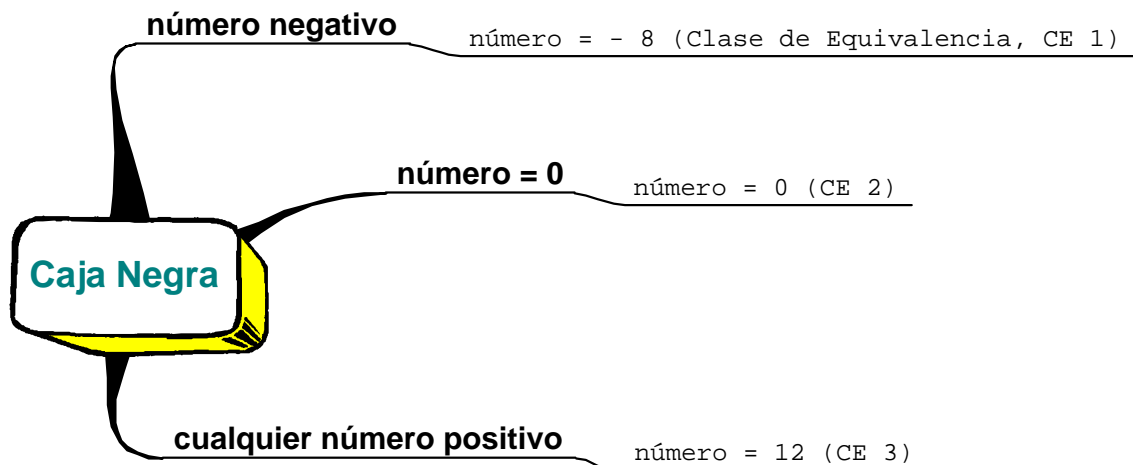 número negativo
número = - 8 (Clase de Equivalencia, CE 1)
número = 0
número = 0 (CE 2)
Caja Negra
cualquier número positivo
número = 12 (CE 3)